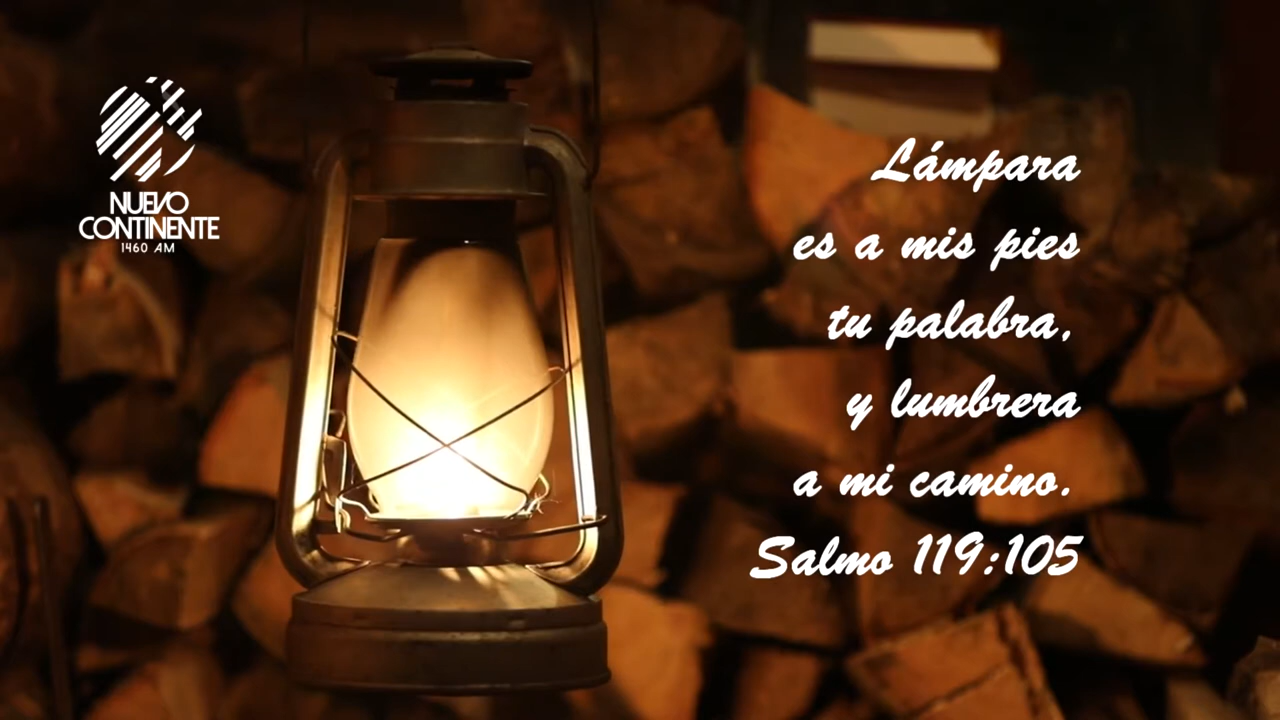 NUEVO
CONTINENTE
1460 AM
Lámpara
es a mis pies
tu palabra,
y lumbrera
a mi camino.
Salmo 119:105